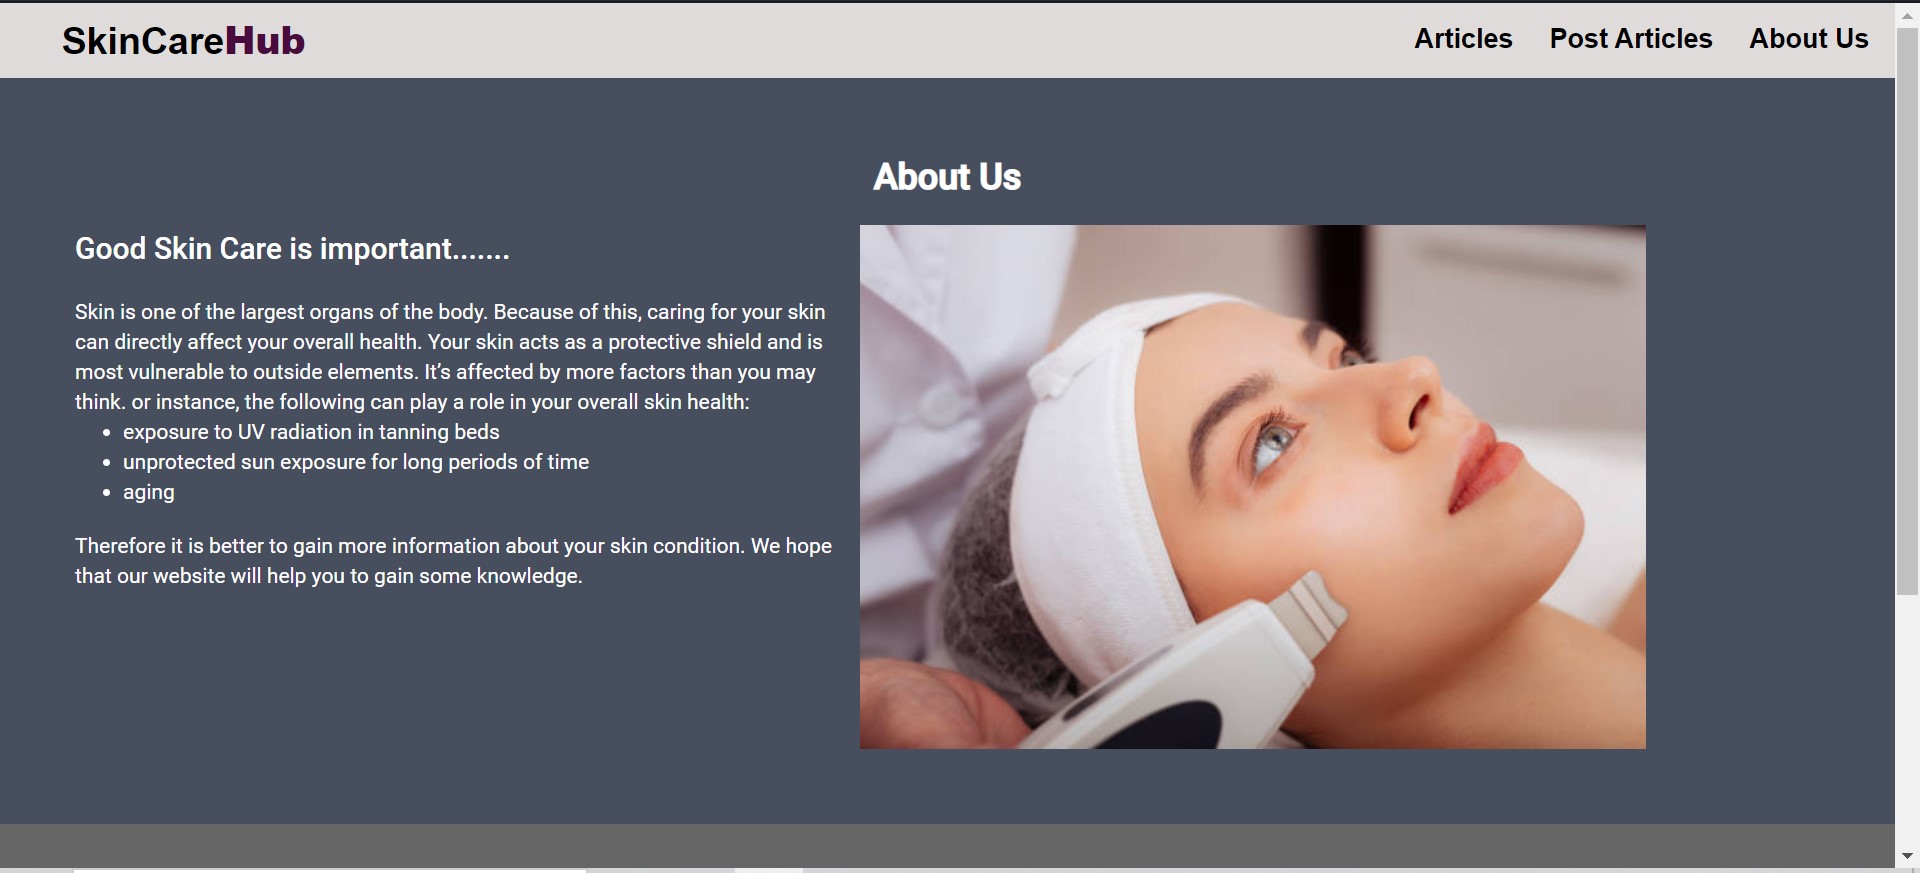 SkinCareHub
Articles Post Articles About Us
About Us
Good Skin Care is important.......
Skin is one of the largest organs of the body. Because of this, caring for your skin
can directly affect your overall health. Your skin acts as a protective shield and is
most vulnerable to outside elements. It’s affected by more factors than you may
think. or instance, the following can play a role in your overall skin health:
• exposure to UV radiation in tanning beds
• unprotected sun exposure for long periods of time
• aging
Therefore it is better to gain more information about your skin condition. We hope
that our website will help you to gain some knowledge.